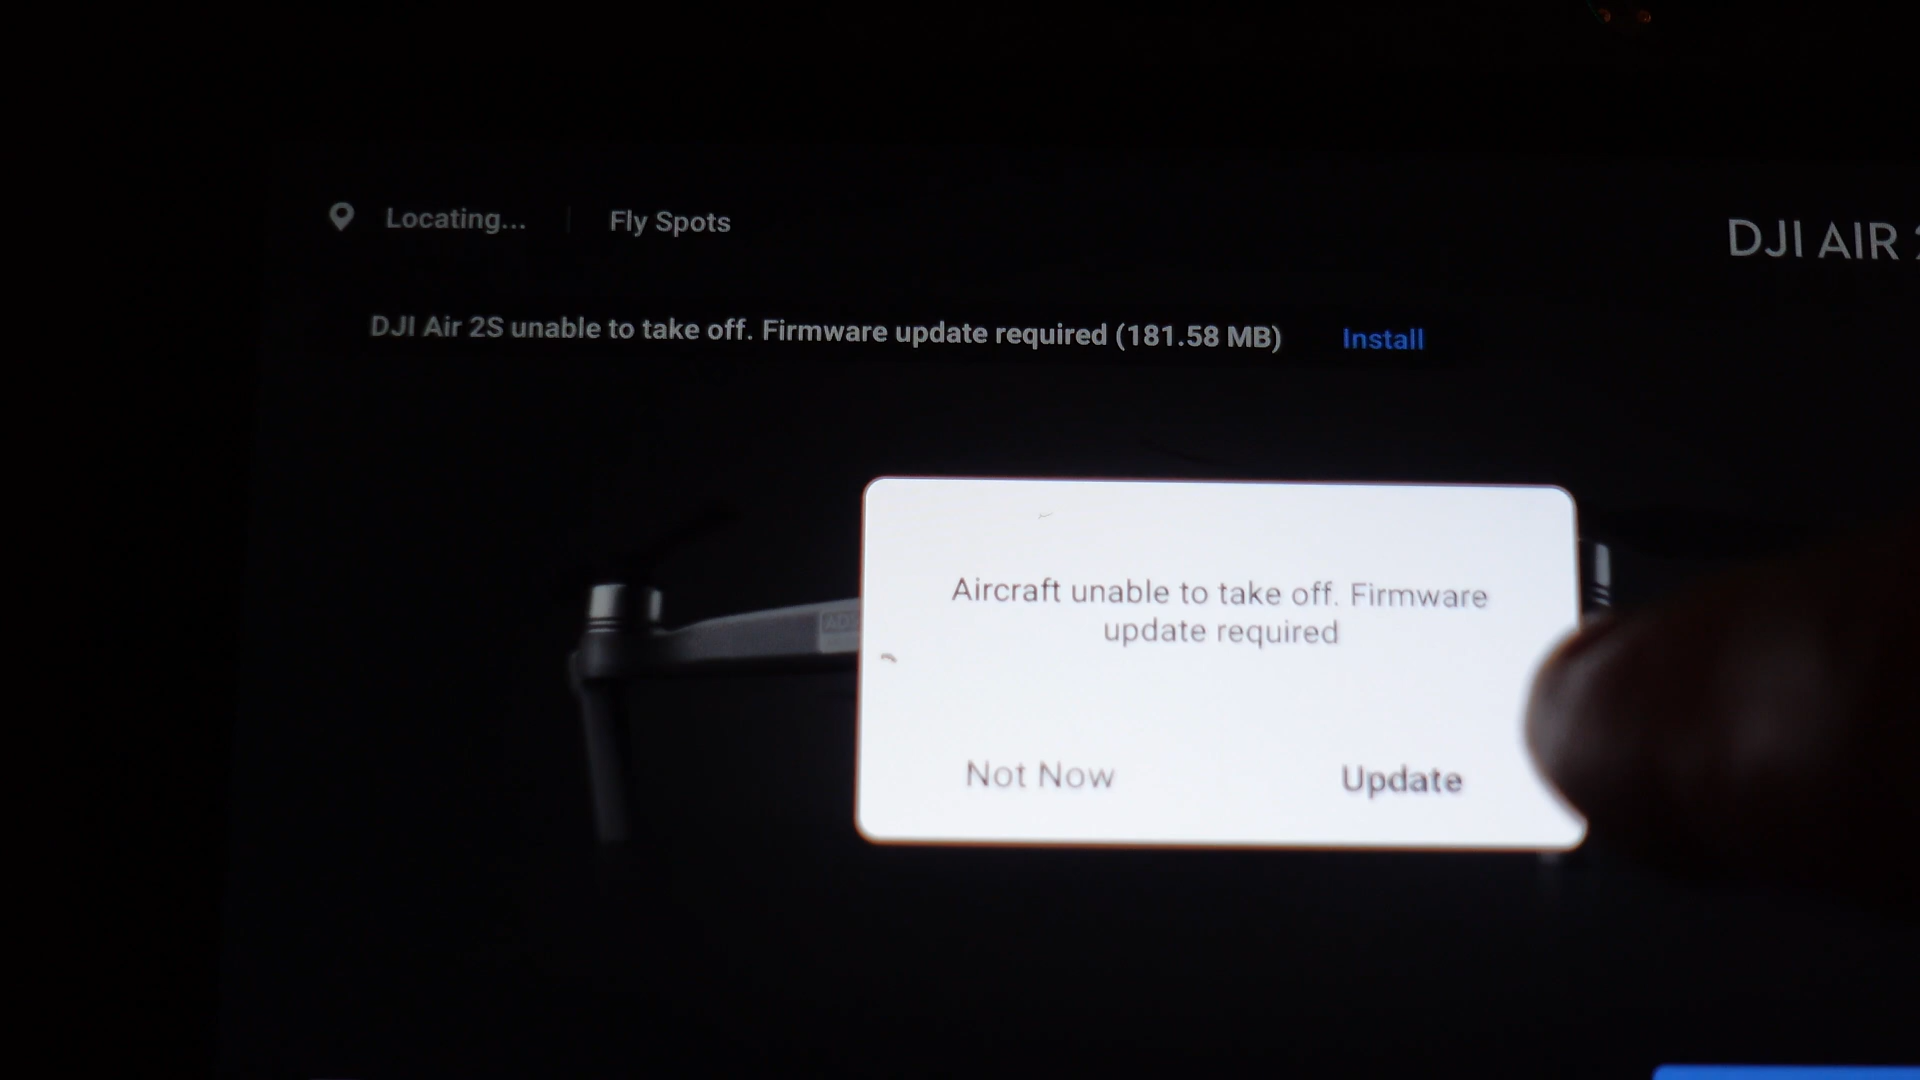 Locating...
Fly Spots
DJI AIR
DJI Air 2S unable to take off. Firmware update required (181.58 MB)
Install
Aircraft unable to take off. Firmware
update required
Not Now
Update